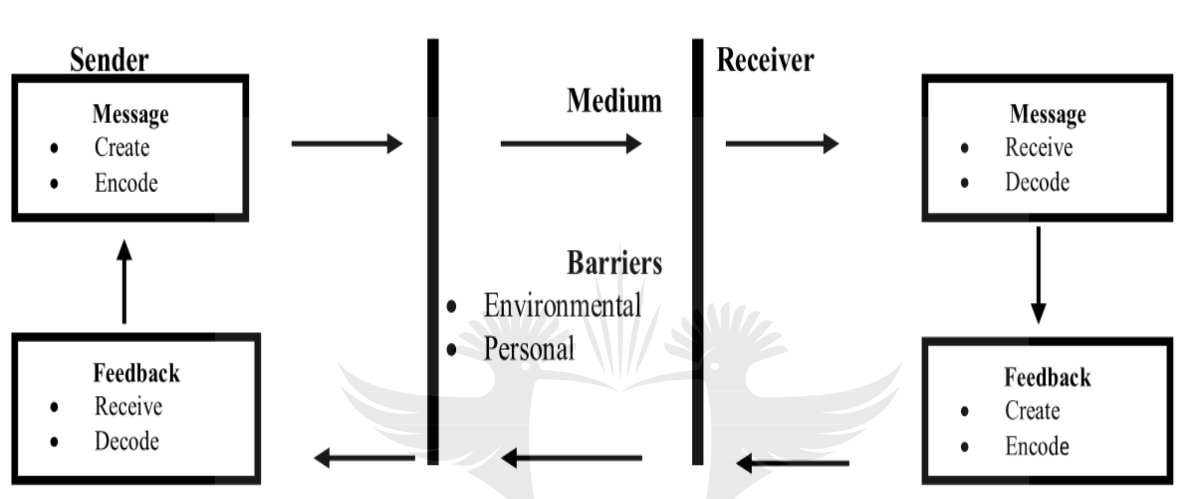 Sender
Message
• Create
• Encode
Medium
Receiver
Message
• Receive
• Decode
Barriers
• Environmental
• Personal
Feedback
• Receive
• Decode
Feedback
• Create
• Encode